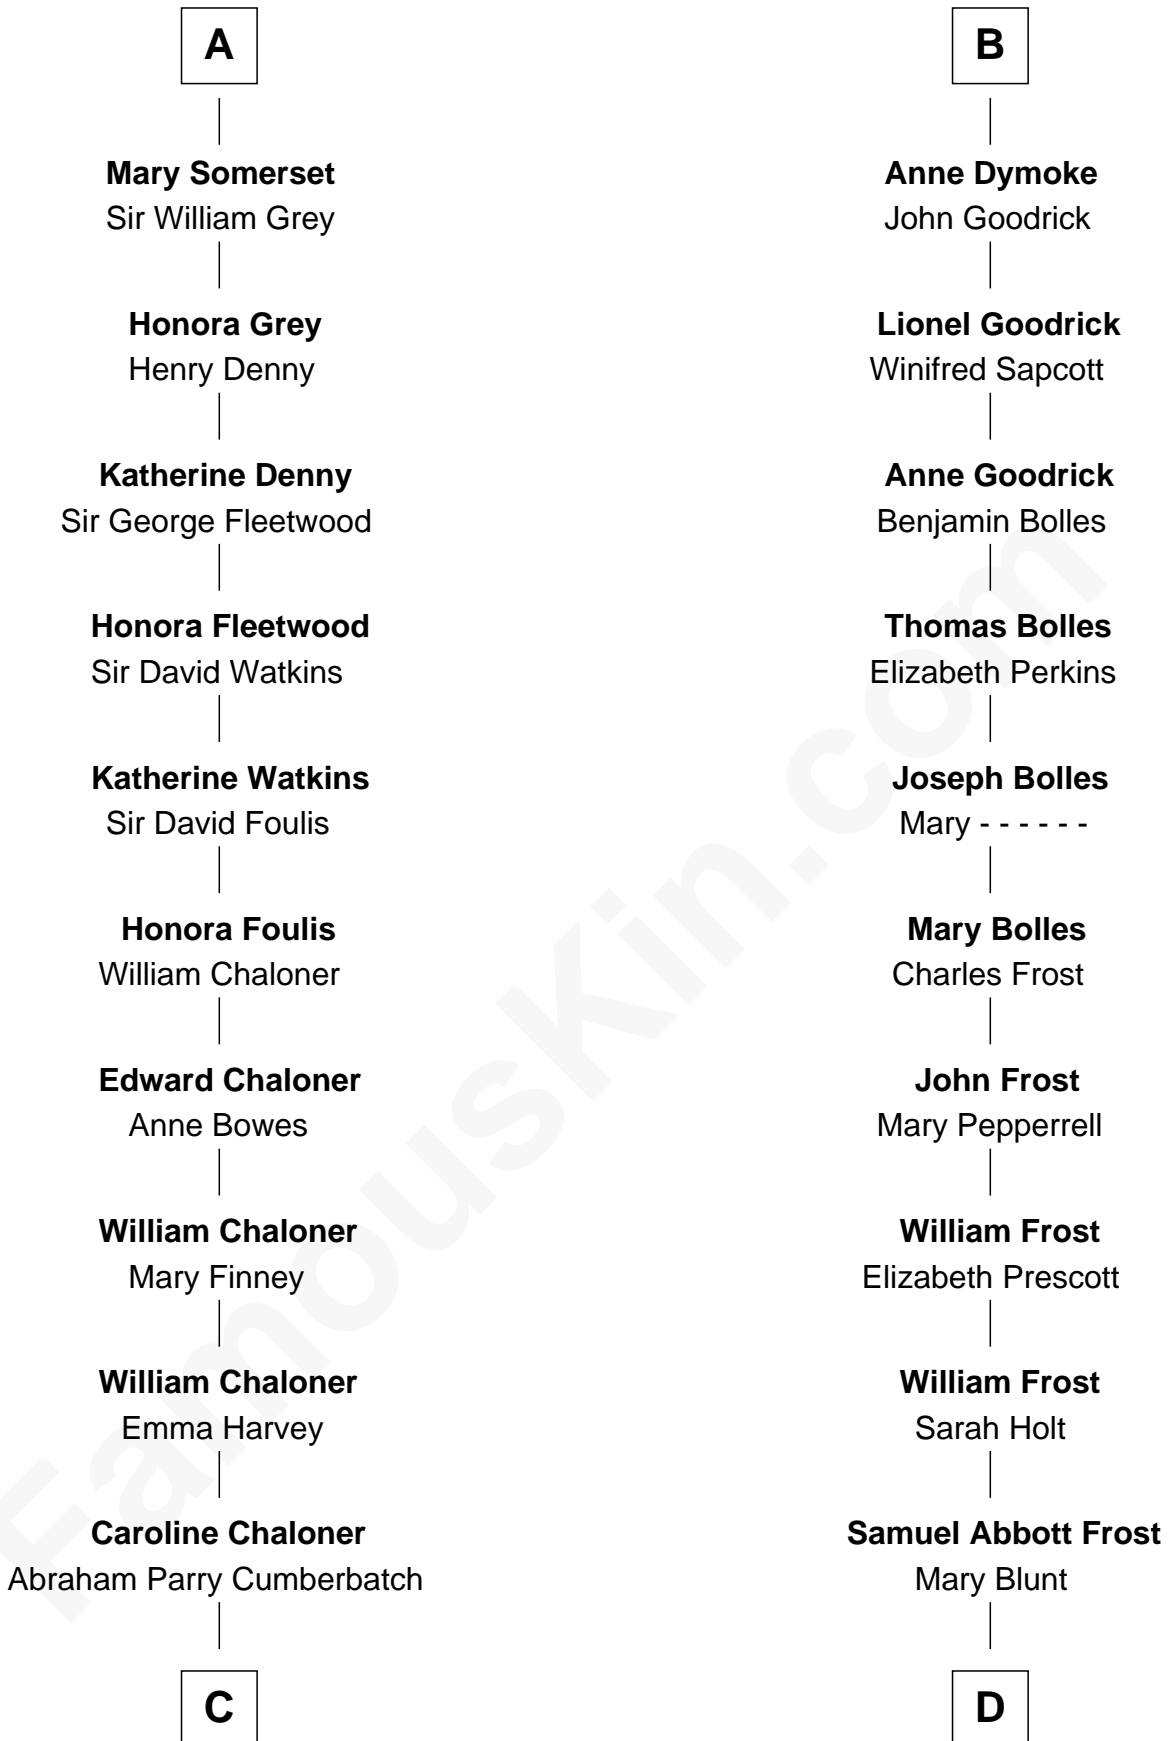 A
Mary Somerset
Sir William Grey
Honora Grey
Henry Denny
Katherine Denny
Sir George Fleetwood
Honora Fleetwood
Sir David Watkins
Katherine Watkins
Sir David Foulis
Honora Foulis
William Chaloner
Edward Chaloner
Anne Bowes
William Chaloner
Mary Finney
William Chaloner
Emma Harvey
Caroline Chaloner
Abraham Parry Cumberbatch
C
B
Anne Dymoke
John Goodrick
Lionel Goodrick
Winifred Sapcott
Anne Goodrick
Benjamin Bolles
Thomas Bolles
Elizabeth Perkins
Joseph Bolles
Mary - - - - - -
Mary Bolles
Charles Frost
John Frost
Mary Pepperrell
William Frost
Elizabeth Prescott
William Frost
Sarah Holt
Samuel Abbott Frost
Mary Blunt
D
FamousKin.com